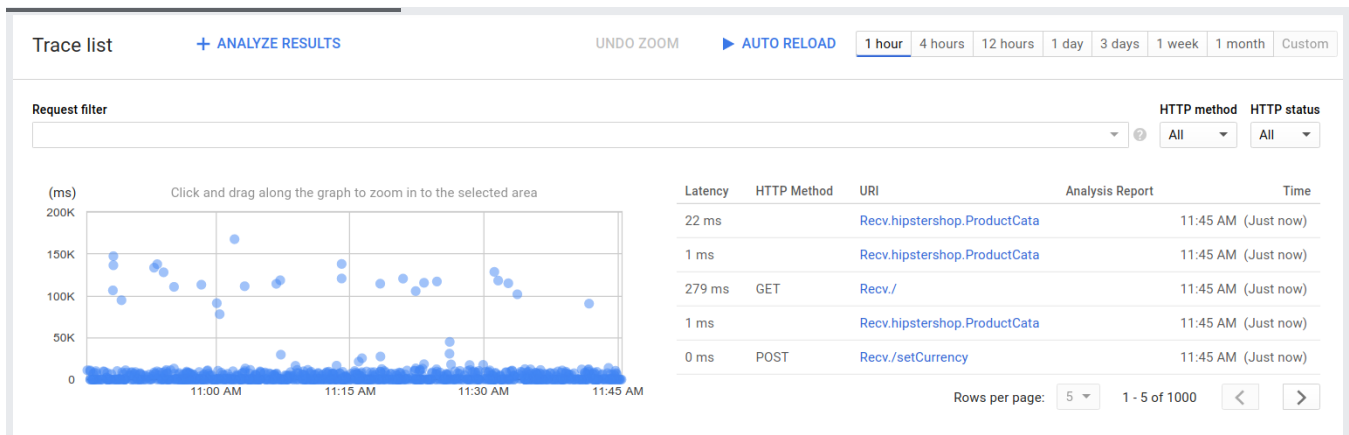 Trace list + ANALYZE RESULTS UNDO ZOOM AUTO RELOAD 1 hour 4 hours 12 hours 1 day 3 days 1 week 1 month Custom
Request filter HTTP method HTTP status
All All
(ms) Click and drag along the graph to zoom in to the selected area
200K
150K
100K
50K
0
11:00 AM 11:15 AM 11:30 AM 11:45 AM
Latency HTTP Method URI Analysis Report Time
22 ms Recv.hipstershop.ProductCata 11:45 AM (Just now)
1 ms Recv.hipstershop.ProductCata 11:45 AM (Just now)
279 ms GET Recv./ 11:45 AM (Just now)
1 ms Recv.hipstershop.ProductCata 11:45 AM (Just now)
0 ms POST Recv./setCurrency 11:45 AM (Just now)
Rows per page: 5 1 - 5 of 1000